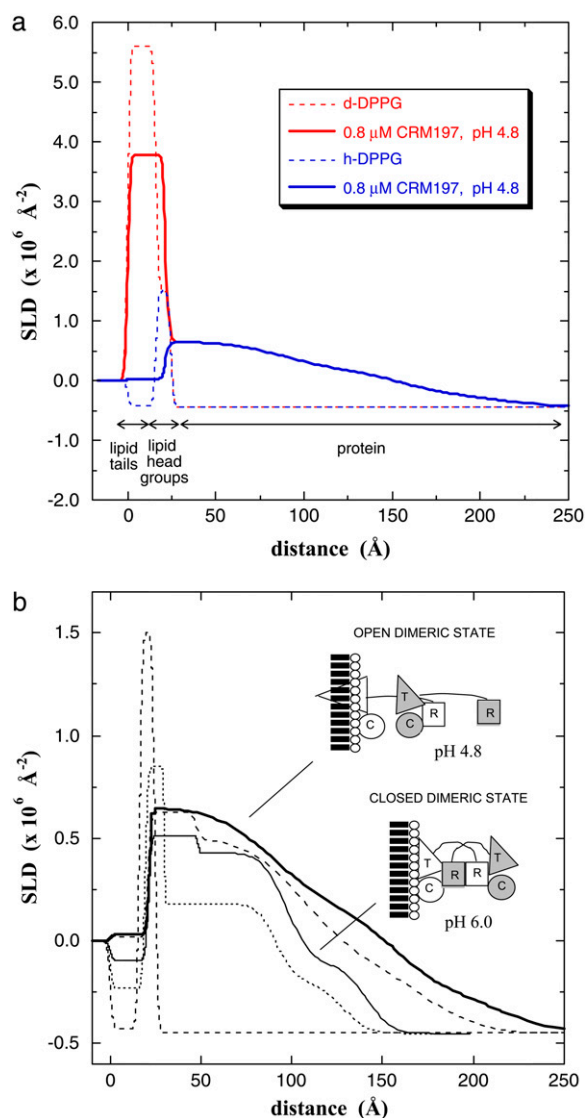 a
6.0
5.0
4.0
3.0
2.0
1.0
0.0
-1.0
-2.0
SLD (x 10⁶ Å⁻²)
d-DPPG
0.8 μM CRM197, pH 4.8
h-DPPG
0.8 μM CRM197, pH 4.8
lipid tails
lipid head groups
protein
0 50 100 150 200 250
distance (Å)
b
1.5
1.0
0.5
0.0
-0.5
SLD (x 10⁶ Å⁻²)
OPEN DIMERIC STATE
T
R
R
C
C
pH 4.8
CLOSED DIMERIC STATE
T
T
R
R
C
C
pH 6.0
0 50 100 150 200 250
distance (Å)